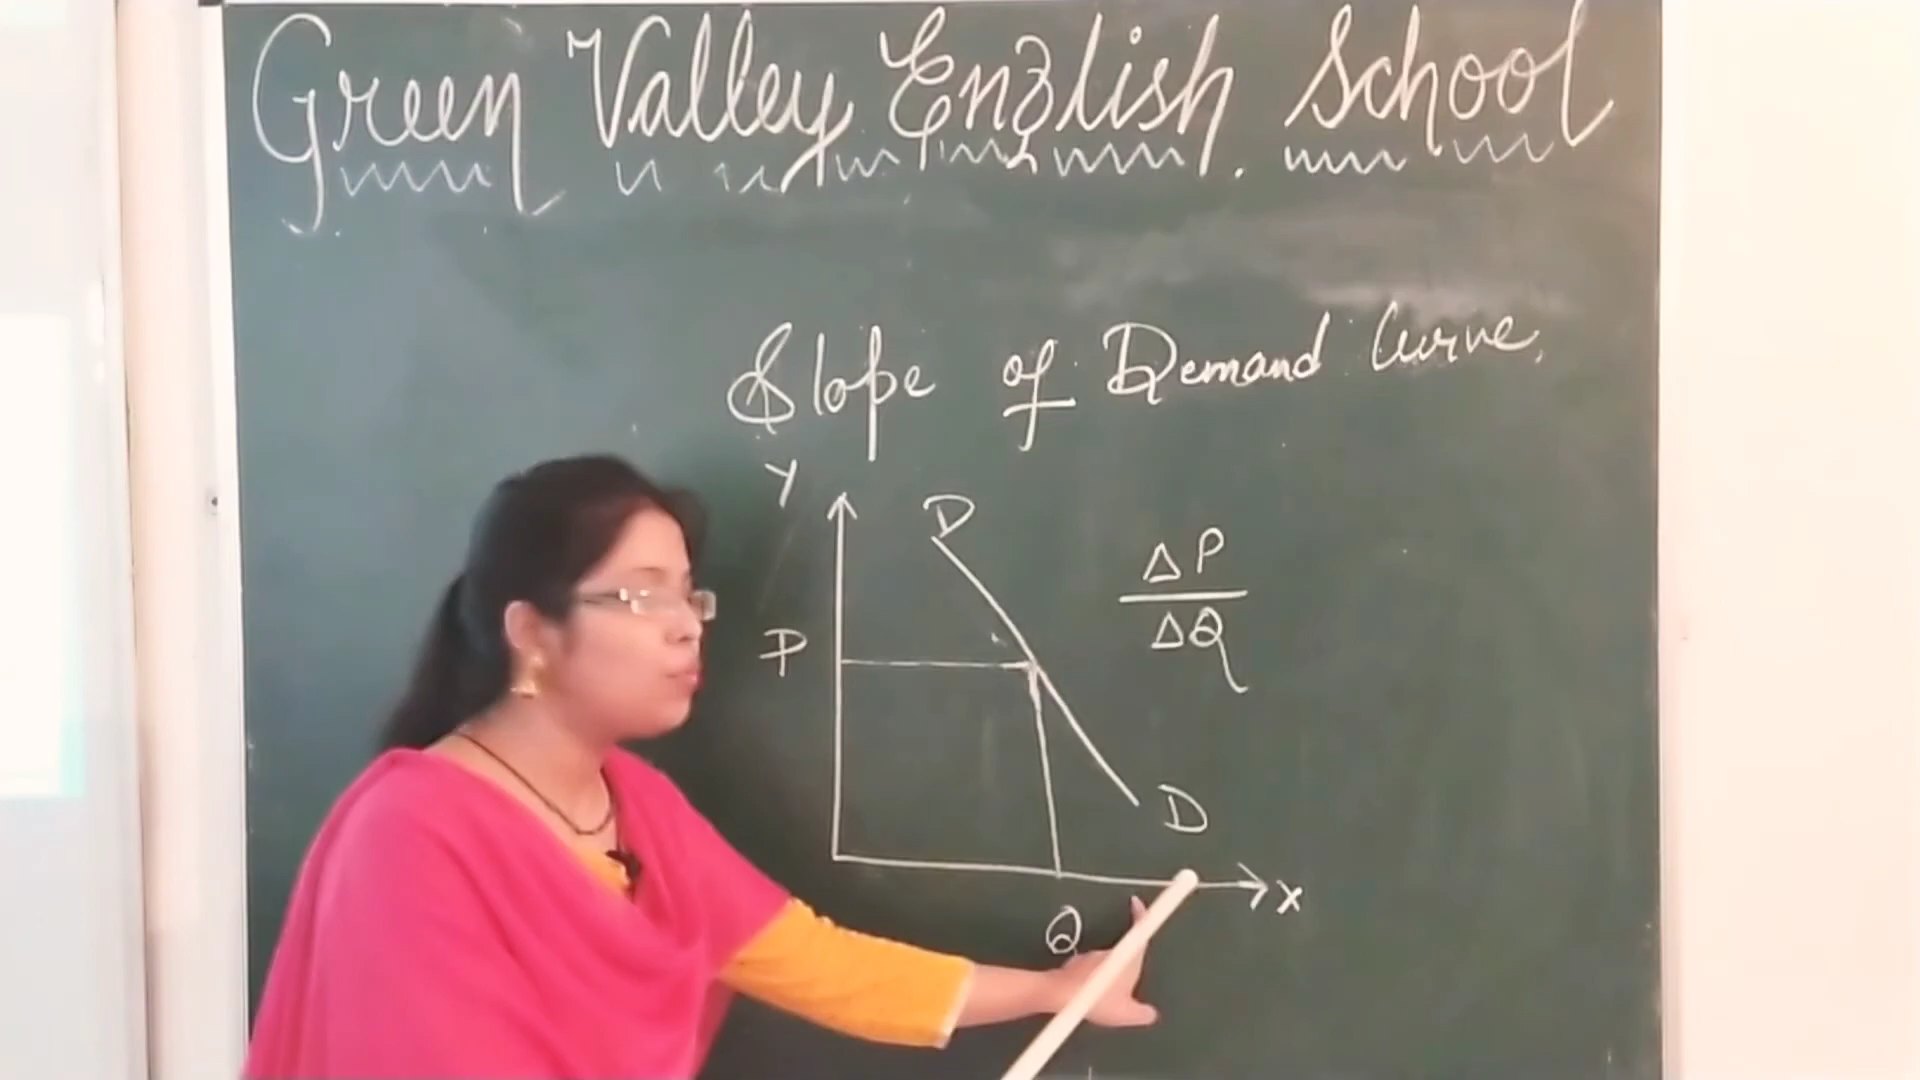 Green Valley English School
Slope of Demand Curve,
Y
D
ΔP
ΔQ
P
D
X
Q